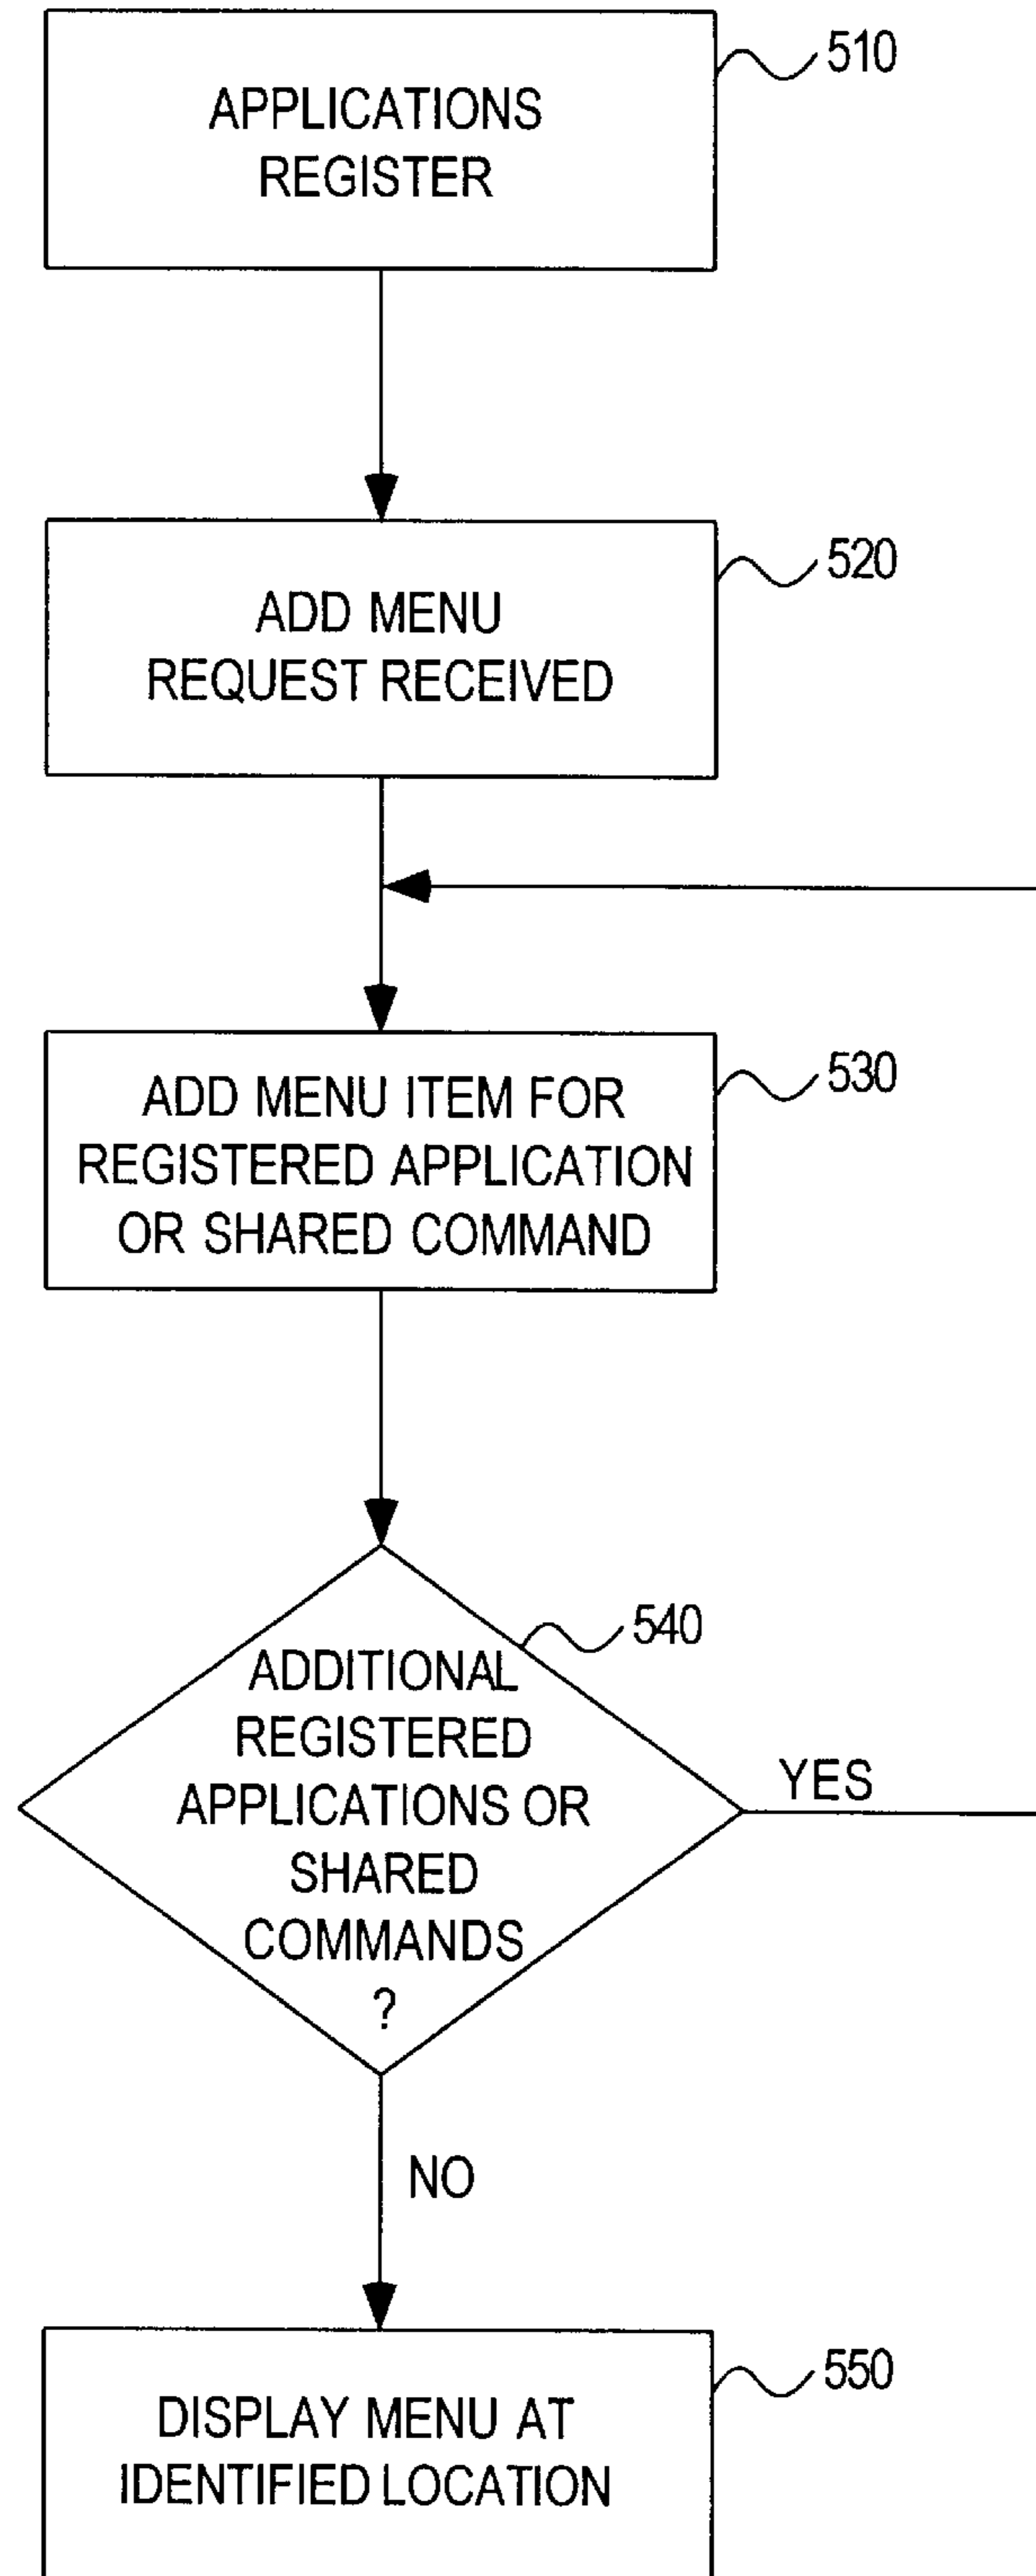 APPLICATIONS
REGISTER
510
ADD MENU
REQUEST RECEIVED
520
ADD MENU ITEM FOR
REGISTERED APPLICATION
OR SHARED COMMAND
530
540
ADDITIONAL
REGISTERED
APPLICATIONS OR
SHARED
COMMANDS
?
YES
NO
DISPLAY MENU AT
IDENTIFIED LOCATION
550